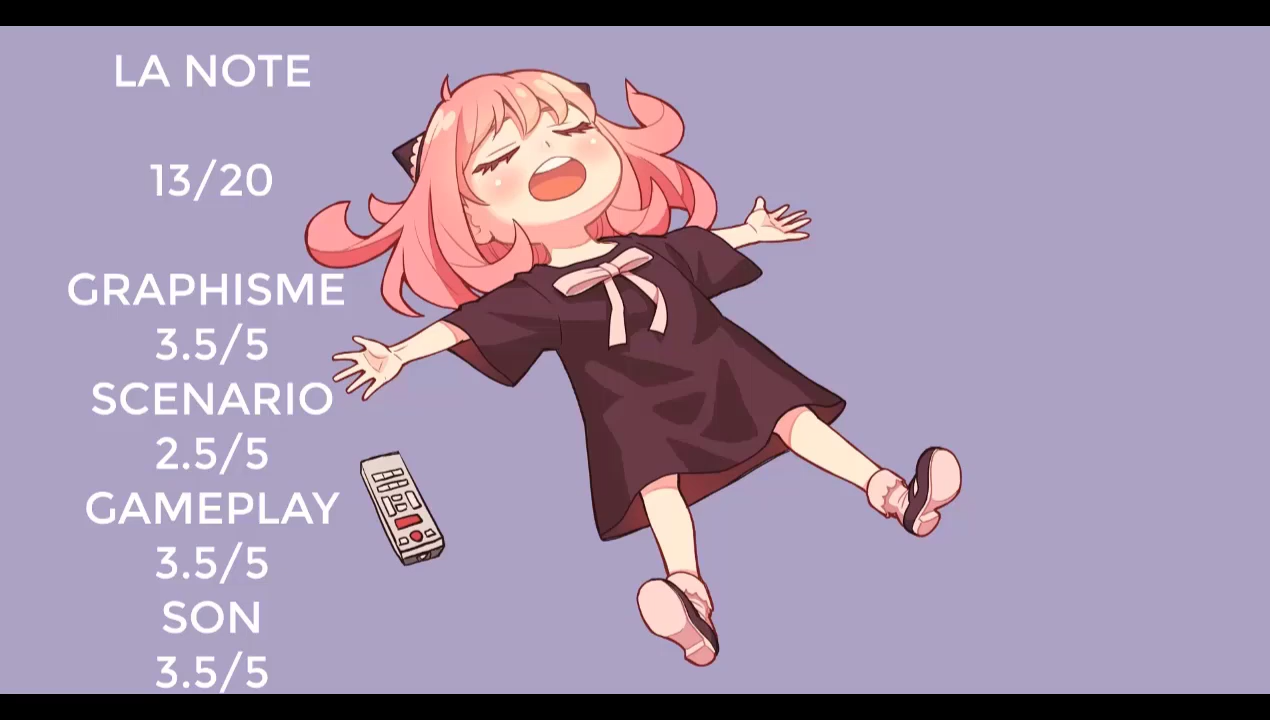 LA NOTE
13/20
GRAPHISME
3.5/5
SCENARIO
2.5/5
GAMEPLAY
3.5/5
SON
3.5/5